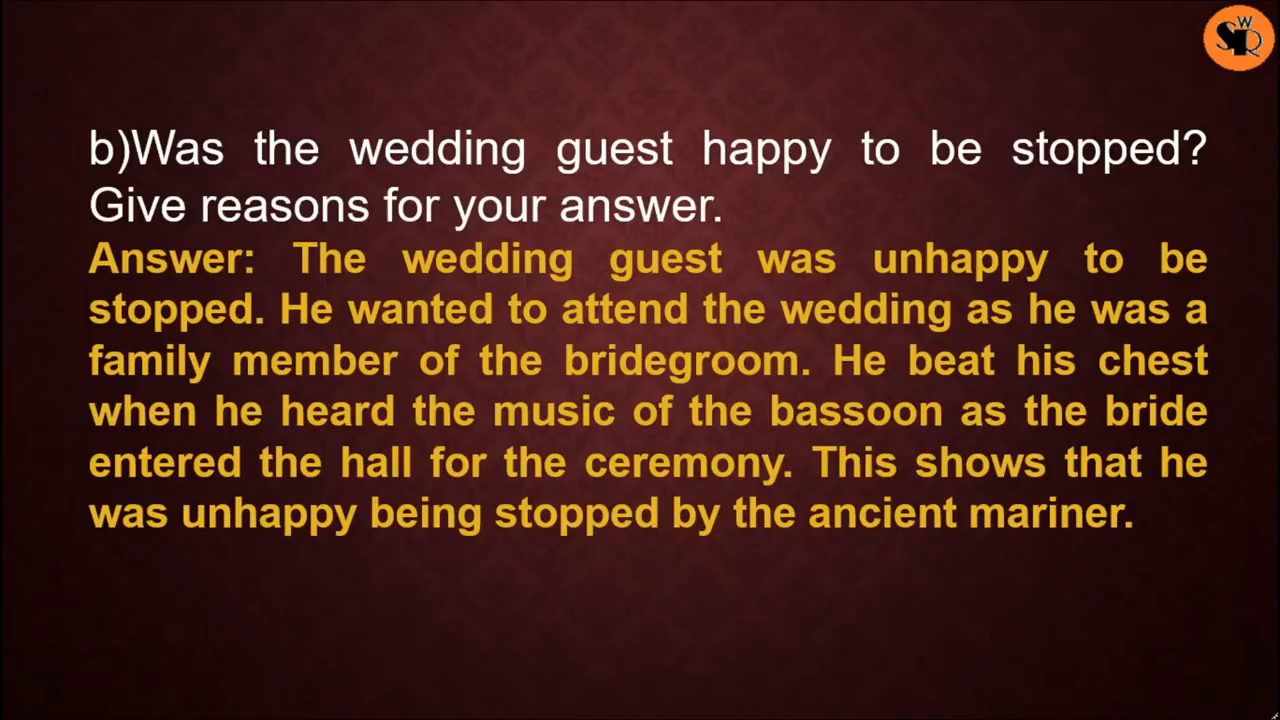 SWR
b)Was the wedding guest happy to be stopped?
Give reasons for your answer.
Answer: The wedding guest was unhappy to be
stopped. He wanted to attend the wedding as he was a
family member of the bridegroom. He beat his chest
when he heard the music of the bassoon as the bride
entered the hall for the ceremony. This shows that he
was unhappy being stopped by the ancient mariner.